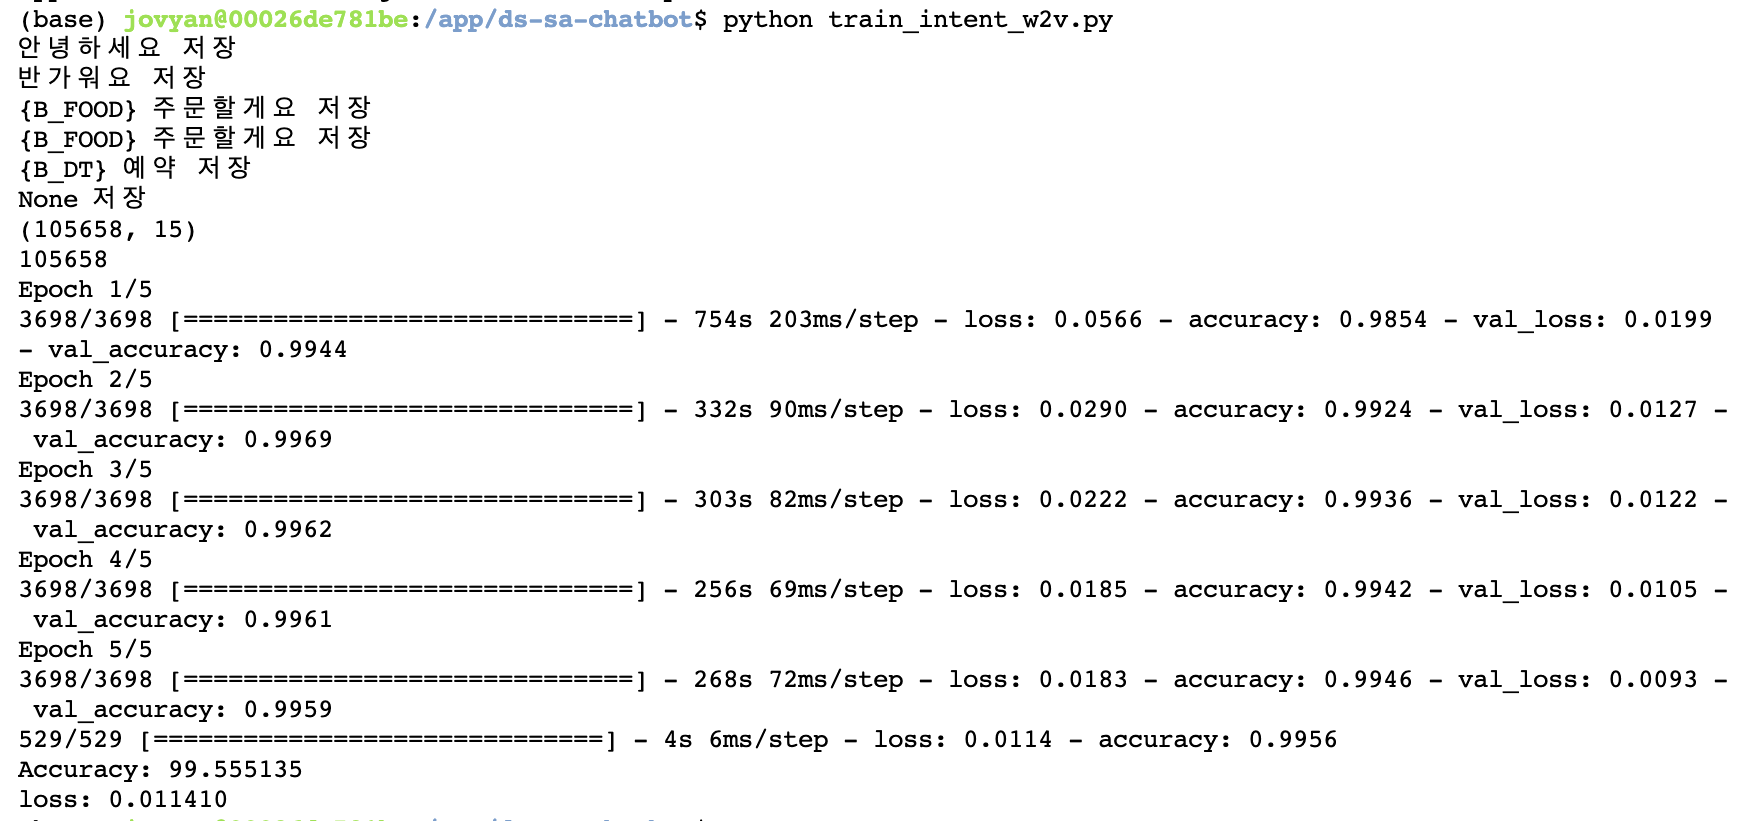 (base) jovyan@00026de781be:/app/ds-sa-chatbot$ python train_intent_w2v.py
안녕하세요 저장
반가워요 저장
{B_FOOD} 주문할게요 저장
{B_FOOD} 주문할게요 저장
{B_DT} 예약 저장
None 저장
(105658, 15)
105658
Epoch 1/5
3698/3698 [==============================] - 754s 203ms/step - loss: 0.0566 - accuracy: 0.9854 - val_loss: 0.0199
- val_accuracy: 0.9944
Epoch 2/5
3698/3698 [==============================] - 332s 90ms/step - loss: 0.0290 - accuracy: 0.9924 - val_loss: 0.0127 -
val_accuracy: 0.9969
Epoch 3/5
3698/3698 [==============================] - 303s 82ms/step - loss: 0.0222 - accuracy: 0.9936 - val_loss: 0.0122 -
val_accuracy: 0.9962
Epoch 4/5
3698/3698 [==============================] - 256s 69ms/step - loss: 0.0185 - accuracy: 0.9942 - val_loss: 0.0105 -
val_accuracy: 0.9961
Epoch 5/5
3698/3698 [==============================] - 268s 72ms/step - loss: 0.0183 - accuracy: 0.9946 - val_loss: 0.0093 -
val_accuracy: 0.9959
529/529 [==============================] - 4s 6ms/step - loss: 0.0114 - accuracy: 0.9956
Accuracy: 99.555135
loss: 0.011410